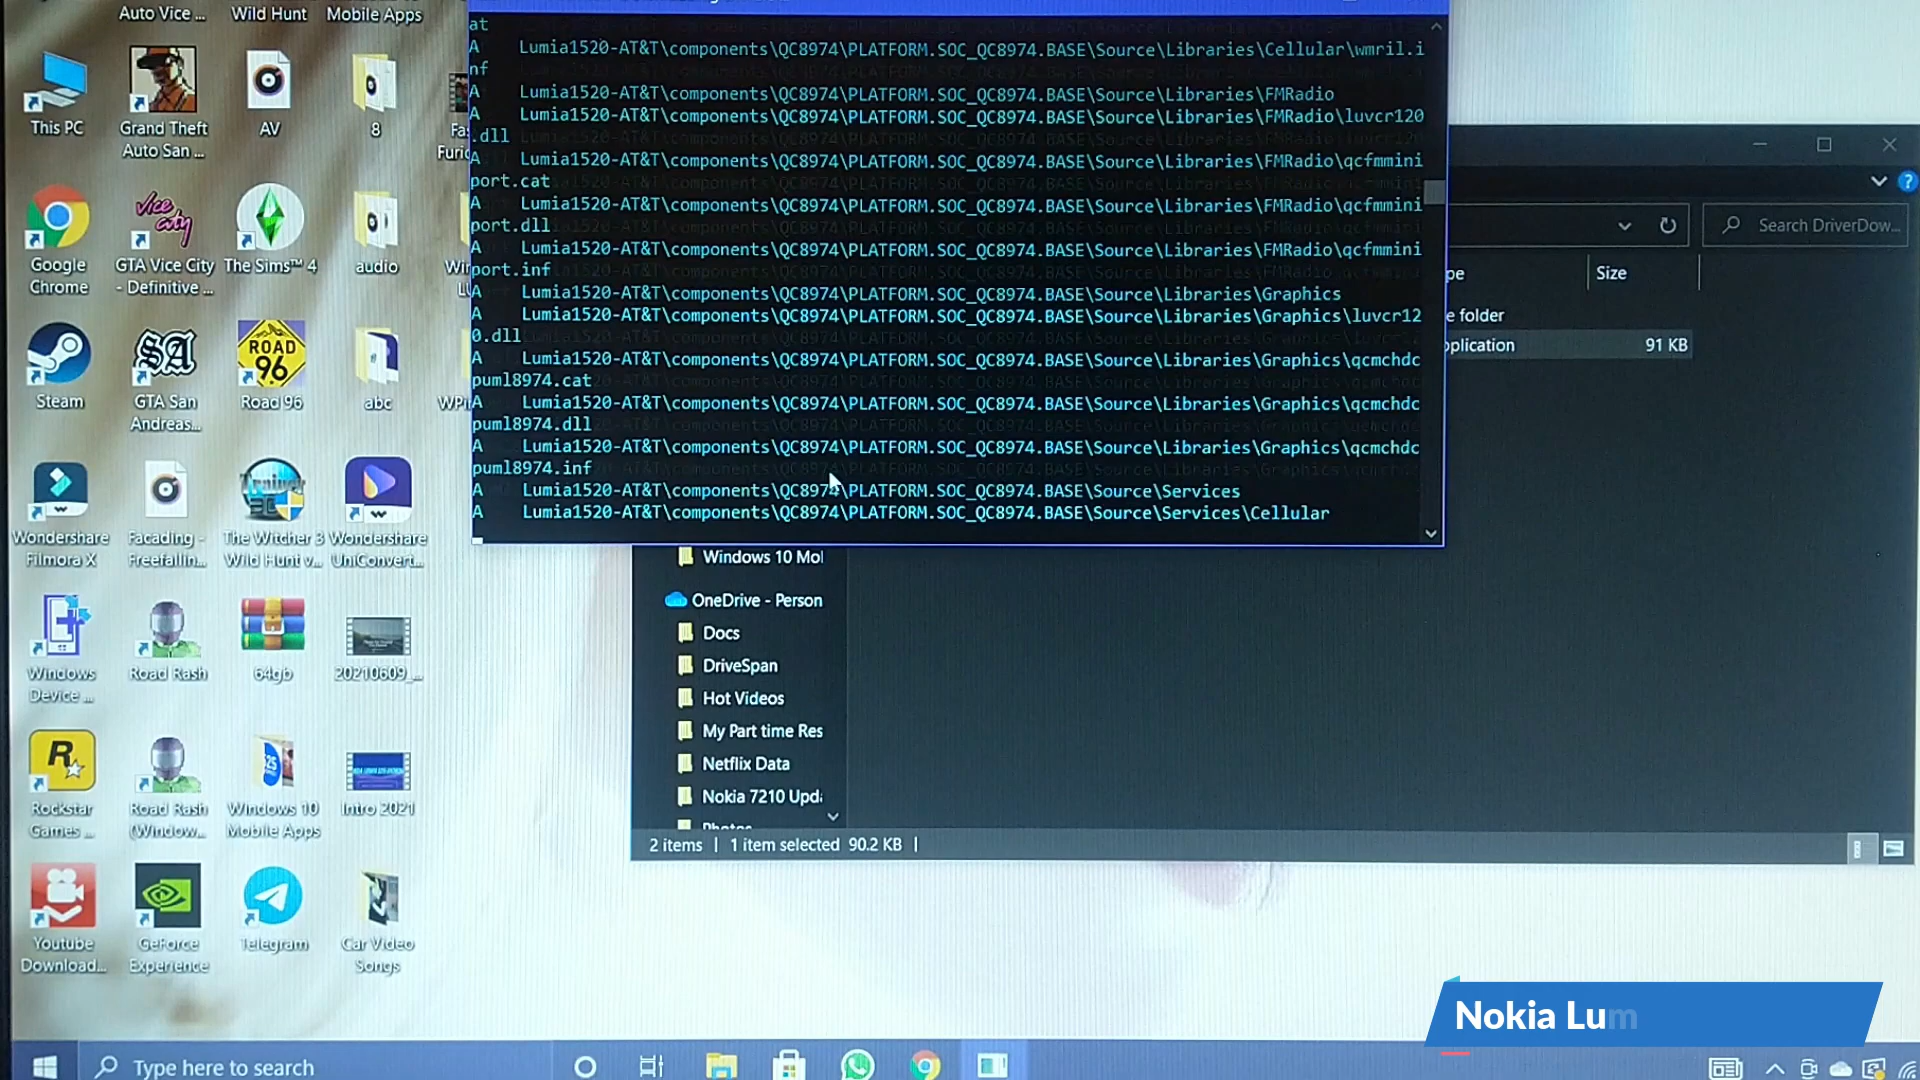 Auto Vice ...
Wild Hunt
Mobile Apps
This PC
Grand Theft
Auto San ...
AV
8
Fas
Furio
Google
Chrome
GTA Vice City
- Definitive ...
The Sims™ 4
audio
Steam
GTA San
Andreas...
Road 96
abc
Wondershare
Filmora X
Facading -
Freefallin...
The Witcher 3
Wild Hunt v...
Wondershare
UniConvert...
Windows
Device ...
Road Rash
64gb
20210609_...
Rockstar
Games ...
Road Rash
(Window...
Windows 10
Mobile Apps
Intro 2021
Youtube
Download...
GeForce
Experience
Telegram
Car Video
Songs
at
A Lumia1520-AT&T\components\QC8974\PLATFORM.SOC_QC8974.BASE\Source\Libraries\Cellular\wmril.i
nf
A Lumia1520-AT&T\components\QC8974\PLATFORM.SOC_QC8974.BASE\Source\Libraries\FMRadio
A Lumia1520-AT&T\components\QC8974\PLATFORM.SOC_QC8974.BASE\Source\Libraries\FMRadio\luvcr120
.dll
A Lumia1520-AT&T\components\QC8974\PLATFORM.SOC_QC8974.BASE\Source\Libraries\FMRadio\qcfmmini
port.cat
A Lumia1520-AT&T\components\QC8974\PLATFORM.SOC_QC8974.BASE\Source\Libraries\FMRadio\qcfmmini
port.dll
A Lumia1520-AT&T\components\QC8974\PLATFORM.SOC_QC8974.BASE\Source\Libraries\FMRadio\qcfmmini
port.inf
A Lumia1520-AT&T\components\QC8974\PLATFORM.SOC_QC8974.BASE\Source\Libraries\Graphics
A Lumia1520-AT&T\components\QC8974\PLATFORM.SOC_QC8974.BASE\Source\Libraries\Graphics\luvcr12
0.dll
A Lumia1520-AT&T\components\QC8974\PLATFORM.SOC_QC8974.BASE\Source\Libraries\Graphics\qcmchdc
puml8974.cat
A Lumia1520-AT&T\components\QC8974\PLATFORM.SOC_QC8974.BASE\Source\Libraries\Graphics\qcmchdc
puml8974.dll
A Lumia1520-AT&T\components\QC8974\PLATFORM.SOC_QC8974.BASE\Source\Libraries\Graphics\qcmchdc
puml8974.inf
A Lumia1520-AT&T\components\QC8974\PLATFORM.SOC_QC8974.BASE\Source\Services
A Lumia1520-AT&T\components\QC8974\PLATFORM.SOC_QC8974.BASE\Source\Services\Cellular
Search DriverDow...
pe
Size
e folder
pplication
91 KB
Windows 10 Mo
OneDrive - Person
Docs
DriveSpan
Hot Videos
My Part time Res
Netflix Data
Nokia 7210 Upd
Photos
2 items | 1 item selected 90.2 KB |
Nokia Lum
Type here to search